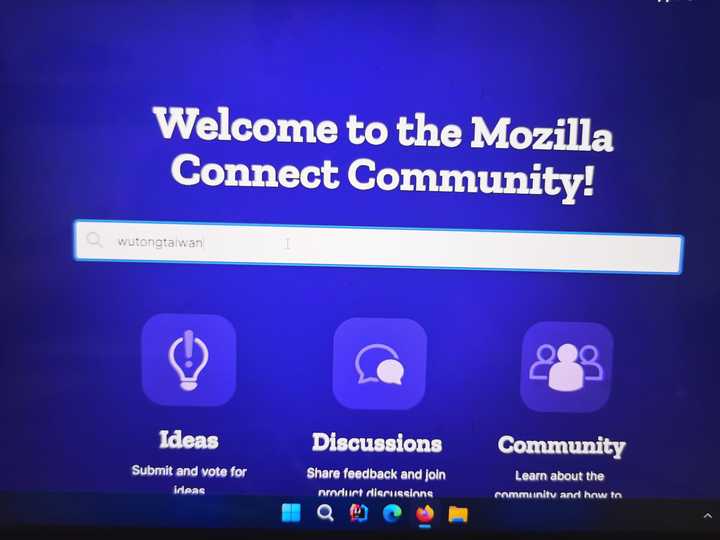 Welcome to the Mozilla
Connect Community!
wutongtaiwan
Ideas
Discussions
Community
Submit and vote for
ideas
Share feedback and join
product discussions
Learn about the
community and how to